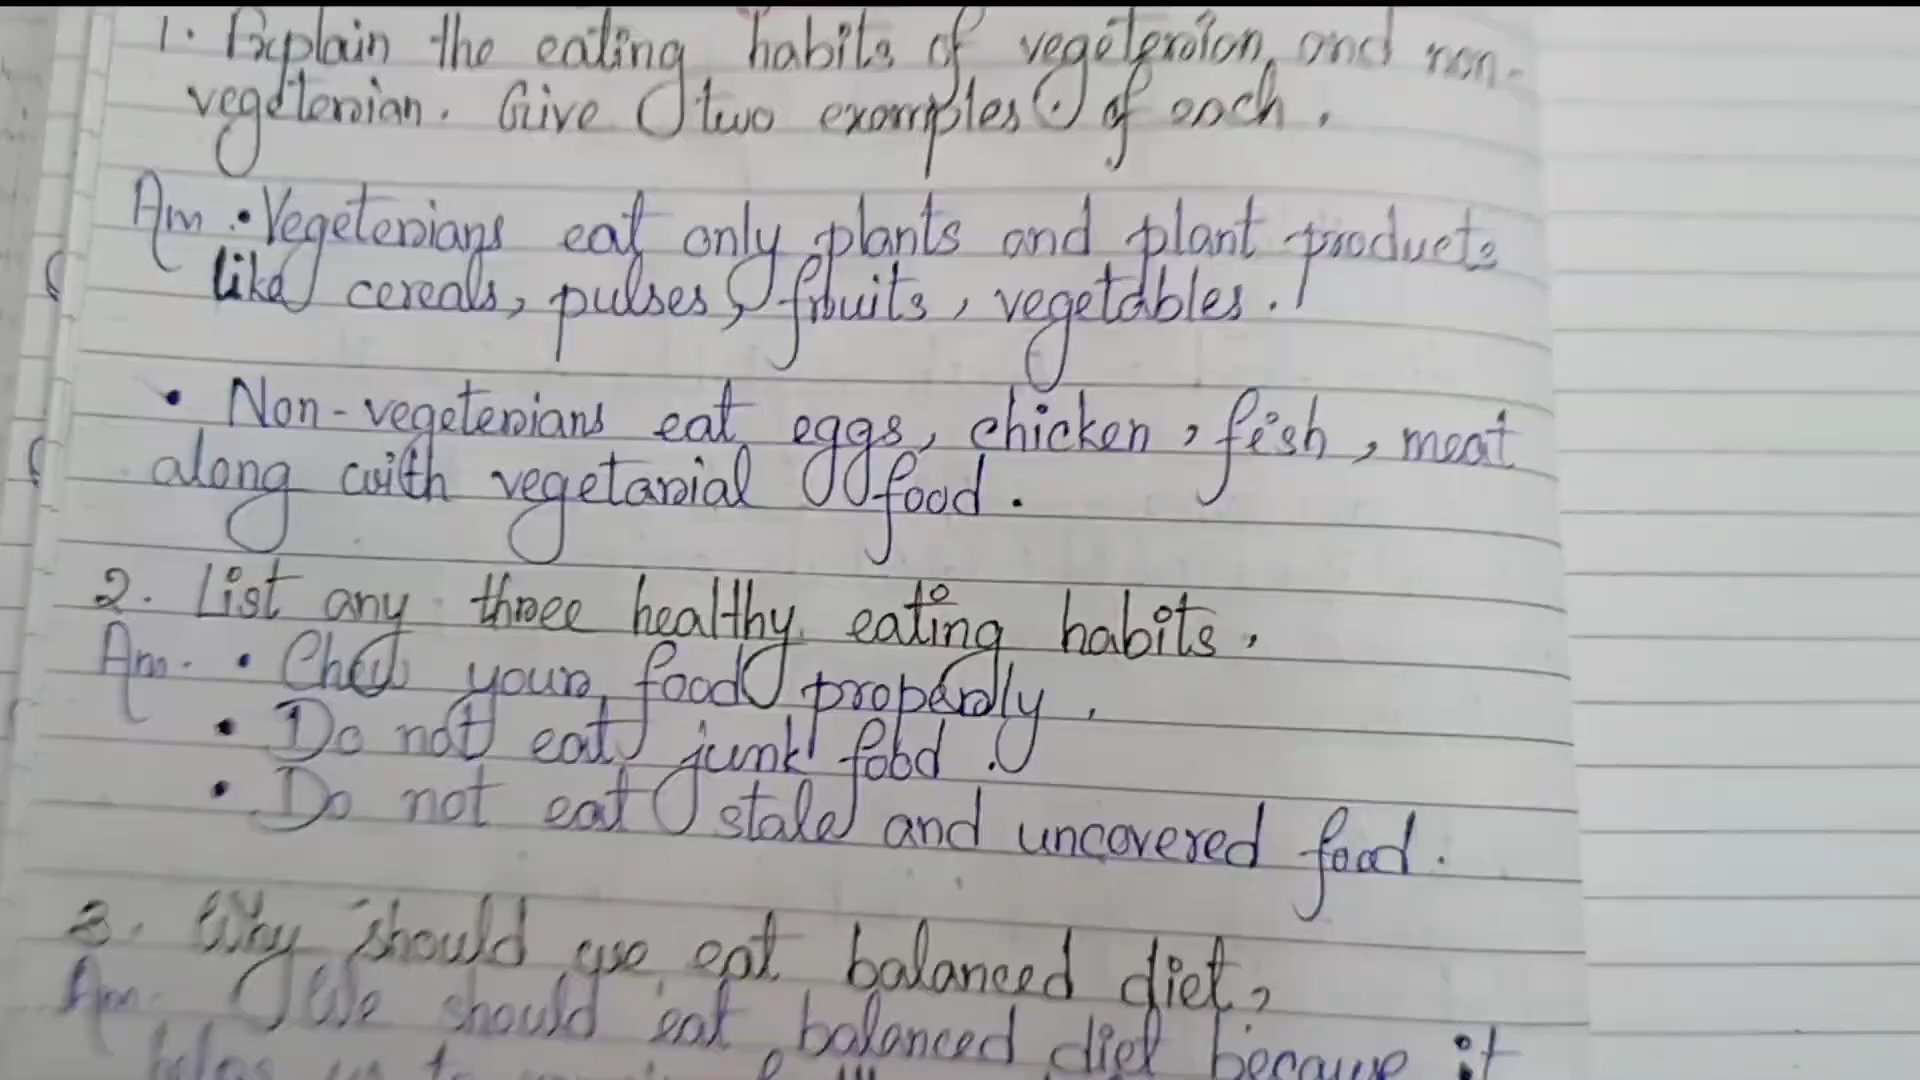 1. Explain the eating habits of vegeterian and non-
vegeterian. Give two examples of each.
Ans. • Vegeterians eat only plants and plant products
like cereals, pulses, fruits, vegetables.
• Non-vegeterians eat eggs, chicken, fish, meat
along with vegetarial food.
2. List any three healthy eating habits.
Ans. • Chew your food properly.
• Do not eat junk food.
• Do not eat stale and uncovered food.
3. Why should we eat balanced diet?
Ans. We should eat balanced diet because it
helps us to